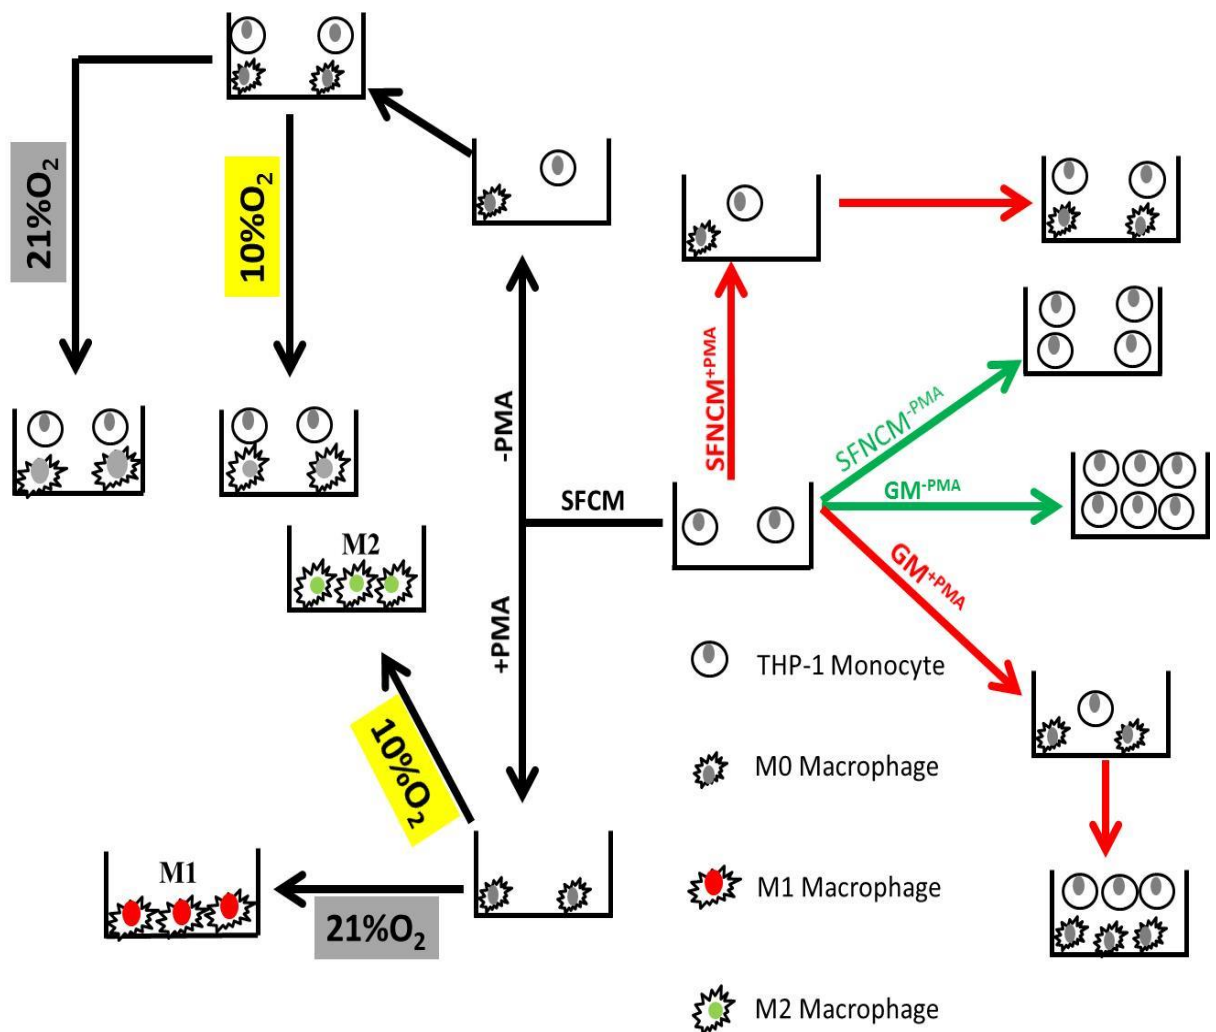 21%O₂
10%O₂
SFNCM⁺ᴾᴹᴬ
SFNCM⁻ᴾᴹᴬ
GM⁻ᴾᴹᴬ
GM⁺ᴾᴹᴬ
-PMA
SFCM
+PMA
M2
10%O₂
M1
21%O₂
THP-1 Monocyte
M0 Macrophage
M1 Macrophage
M2 Macrophage